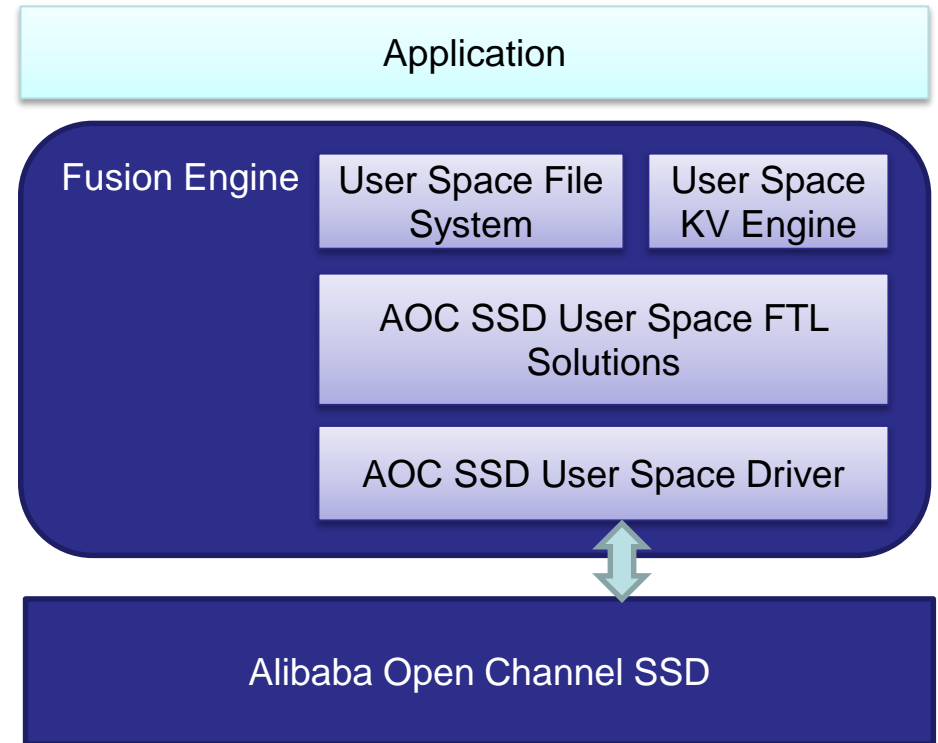 Application
Fusion Engine
User Space File
System
User Space
KV Engine
AOC SSD User Space FTL
Solutions
AOC SSD User Space Driver
Alibaba Open Channel SSD